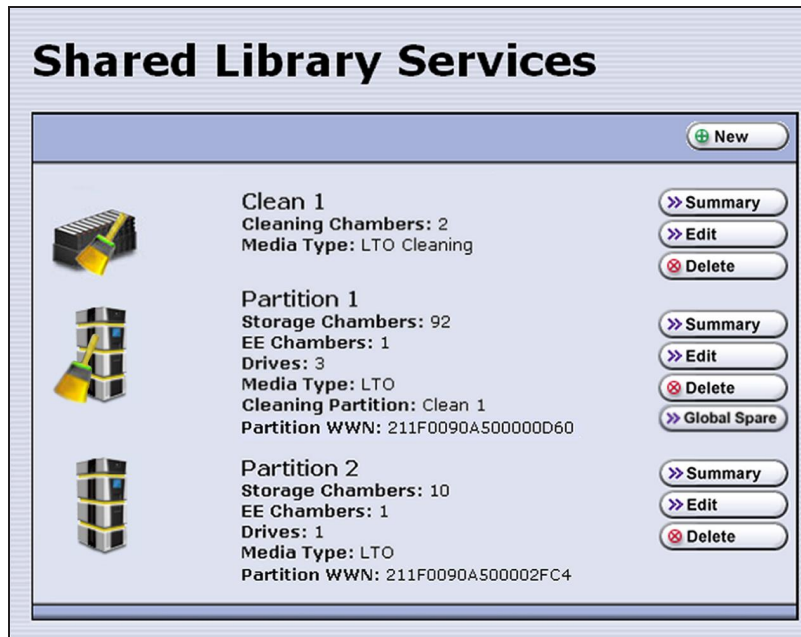 Shared Library Services
New
Clean 1
Cleaning Chambers: 2
Media Type: LTO Cleaning
Summary
Edit
Delete
Partition 1
Storage Chambers: 92
EE Chambers: 1
Drives: 3
Media Type: LTO
Cleaning Partition: Clean 1
Partition WWN: 211F0090A500000D60
Summary
Edit
Delete
Global Spare
Partition 2
Storage Chambers: 10
EE Chambers: 1
Drives: 1
Media Type: LTO
Partition WWN: 211F0090A500002FC4
Summary
Edit
Delete